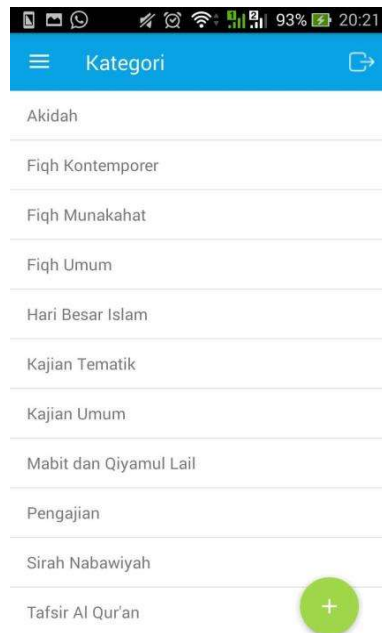 93% 20:21
Kategori
Akidah
Fiqh Kontemporer
Fiqh Munakahat
Fiqh Umum
Hari Besar Islam
Kajian Tematik
Kajian Umum
Mabit dan Qiyamul Lail
Pengajian
Sirah Nabawiyah
Tafsir Al Qur'an
+